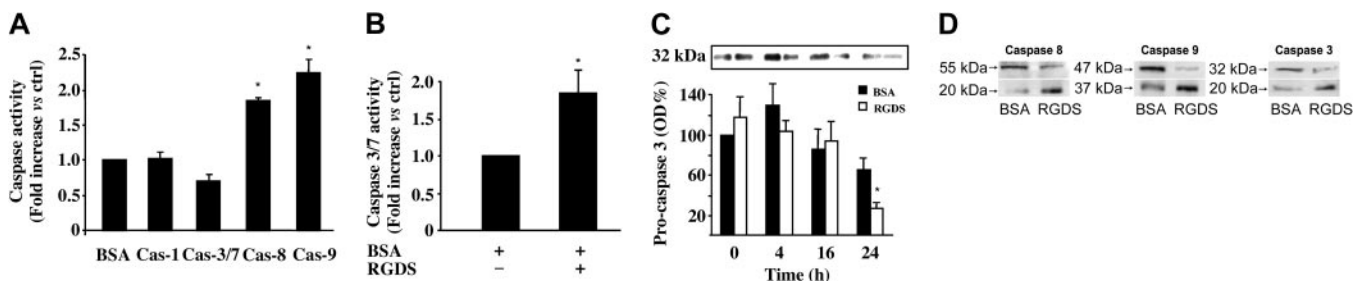 A
Caspase activity
(Fold increase vs ctrl)
2.5
2.0
1.5
1.0
0.5
0
*
*
BSA Cas-1 Cas-3/7 Cas-8 Cas-9
B
Caspase 3/7 activity
(Fold increase vs ctrl)
2.0
1.5
1.0
0.5
0
*
BSA + +
RGDS – +
C
32 kDa
Pro-caspase 3 (OD%)
140
100
60
20
BSA
RGDS
*
0 4 16 24
Time (h)
D
Caspase 8
55 kDa→
20 kDa→
BSA RGDS
Caspase 9
47 kDa→
37 kDa→
BSA RGDS
Caspase 3
32 kDa→
20 kDa→
BSA RGDS